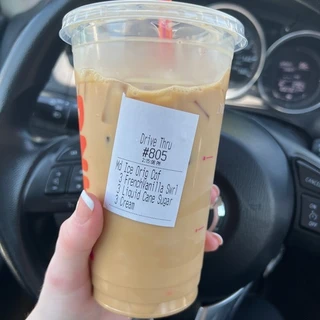 Drive Thru
#805
Md Ice Orig Cof
3 FrenchVanilla Swrl
3 Liquid Cane Sugar
3 Cream